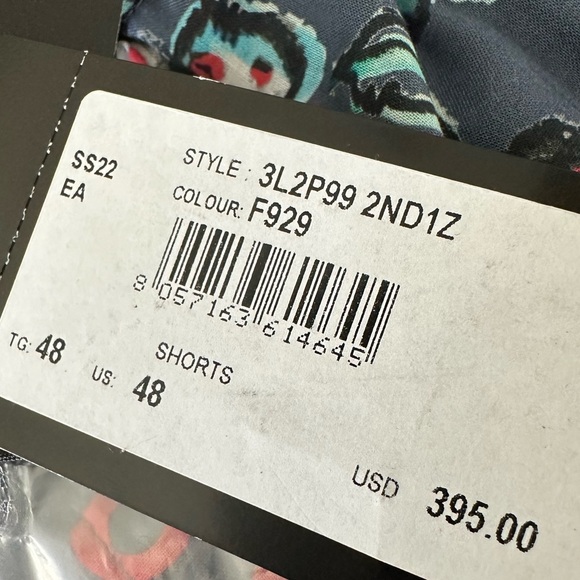 SS22
EA
STYLE : 3L2P99 2ND1Z
COLOUR: F929
8 057163 614645
TG: 48
US: 48
SHORTS
USD 395.00